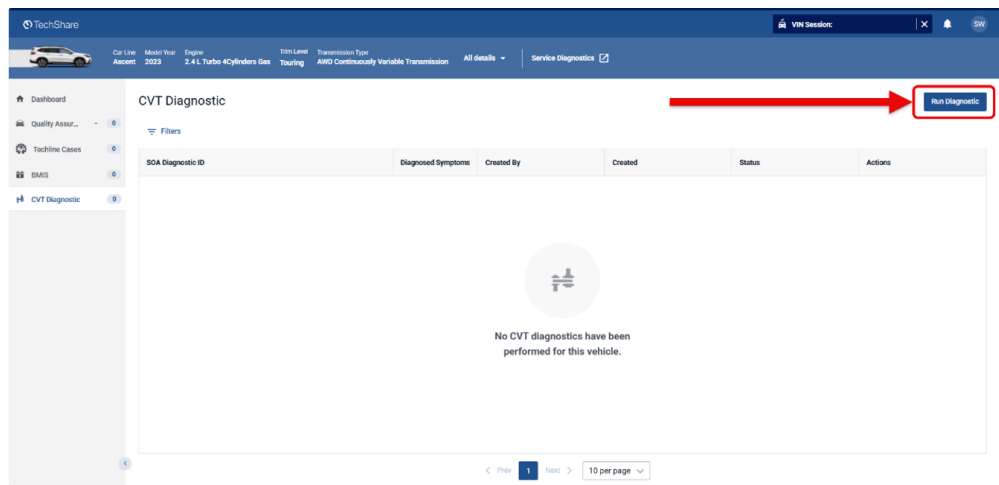 TechShare
VIN Session:
SW
Car Line Model Year Engine Trim Level Transmission Type
Ascent 2023 2.4 L Turbo 4Cylinders Gas Touring AWD Continuously Variable Transmission
All details
Service Diagnostics
Dashboard
Quality Assur... 0
Techline Cases 0
BMIS 0
CVT Diagnostic 0
CVT Diagnostic
Run Diagnostic
Filters
SOA Diagnostic ID Diagnosed Symptoms Created By Created Status Actions
No CVT diagnostics have been
performed for this vehicle.
Prev 1 Next 10 per page